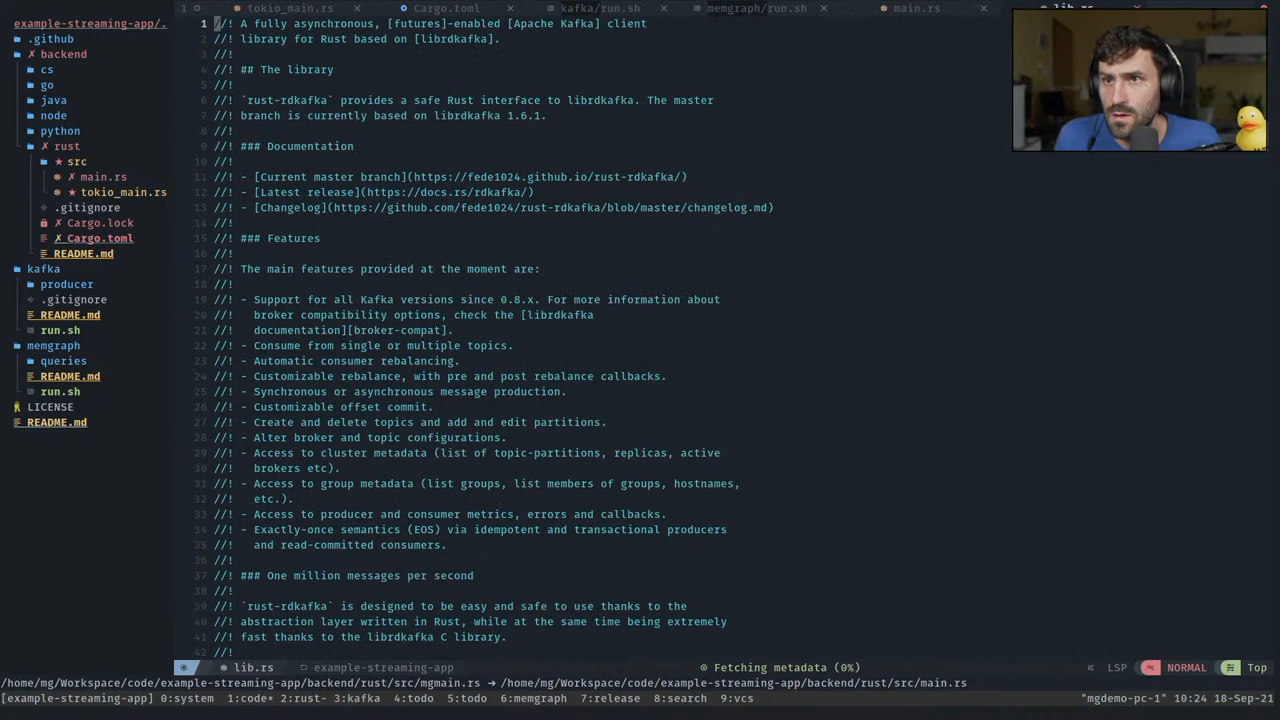 example-streaming-app/.
.github
✗ backend
cs
go
java
node
python
✗ rust
★ src
✗ main.rs
★ tokio_main.rs
.gitignore
✗ Cargo.lock
✗ Cargo.toml
README.md
kafka
producer
.gitignore
README.md
run.sh
memgraph
queries
README.md
run.sh
LICENSE
README.md
1 tokio_main.rs ✕ Cargo.toml ✕ kafka/run.sh ✕ memgraph/run.sh ✕ main.rs ✕ lib.rs
1 //! A fully asynchronous, [futures]-enabled [Apache Kafka] client
2 //! library for Rust based on [librdkafka].
3 //!
4 //! ## The library
5 //!
6 //! `rust-rdkafka` provides a safe Rust interface to librdkafka. The master
7 //! branch is currently based on librdkafka 1.6.1.
8 //!
9 //! ### Documentation
10 //!
11 //! - [Current master branch](https://fede1024.github.io/rust-rdkafka/)
12 //! - [Latest release](https://docs.rs/rdkafka/)
13 //! - [Changelog](https://github.com/fede1024/rust-rdkafka/blob/master/changelog.md)
14 //!
15 //! ### Features
16 //!
17 //! The main features provided at the moment are:
18 //!
19 //! - Support for all Kafka versions since 0.8.x. For more information about
20 //!   broker compatibility options, check the [librdkafka
21 //!   documentation][broker-compat].
22 //! - Consume from single or multiple topics.
23 //! - Automatic consumer rebalancing.
24 //! - Customizable rebalance, with pre and post rebalance callbacks.
25 //! - Synchronous or asynchronous message production.
26 //! - Customizable offset commit.
27 //! - Create and delete topics and add and edit partitions.
28 //! - Alter broker and topic configurations.
29 //! - Access to cluster metadata (list of topic-partitions, replicas, active
30 //!   brokers etc).
31 //! - Access to group metadata (list groups, list members of groups, hostnames,
32 //!   etc.).
33 //! - Access to producer and consumer metrics, errors and callbacks.
34 //! - Exactly-once semantics (EOS) via idempotent and transactional producers
35 //!   and read-committed consumers.
36 //!
37 //! ### One million messages per second
38 //!
39 //! `rust-rdkafka` is designed to be easy and safe to use thanks to the
40 //! abstraction layer written in Rust, while at the same time being extremely
41 //! fast thanks to the librdkafka C library.
42 //!
lib.rs example-streaming-app Fetching metadata (0%) LSP NORMAL Top
/home/mg/Workspace/code/example-streaming-app/backend/rust/src/mgmain.rs ➜ /home/mg/Workspace/code/example-streaming-app/backend/rust/src/main.rs
[example-streaming-app] 0:system 1:code* 2:rust- 3:kafka 4:todo 5:todo 6:memgraph 7:release 8:search 9:vcs "mgdemo-pc-1" 10:24 18-Sep-21